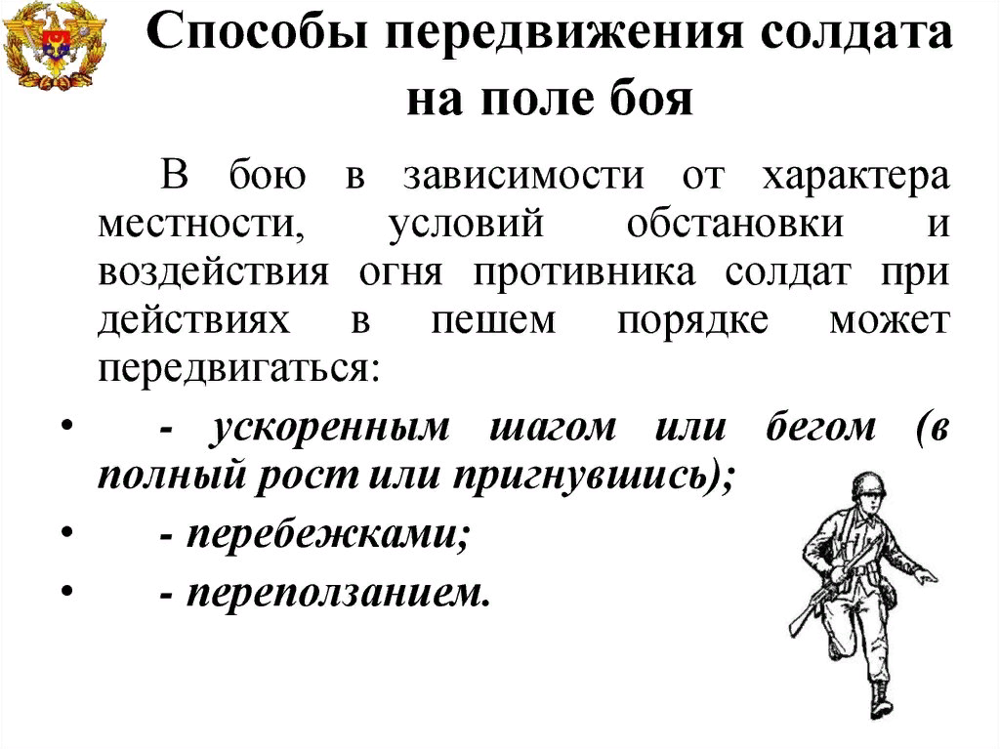 Способы передвижения солдата
на поле боя
В бою в зависимости от характера
местности, условий обстановки и
воздействия огня противника солдат при
действиях в пешем порядке может
передвигаться:
• - ускоренным шагом или бегом (в
полный рост или пригнувшись);
• - перебежками;
• - переползанием.